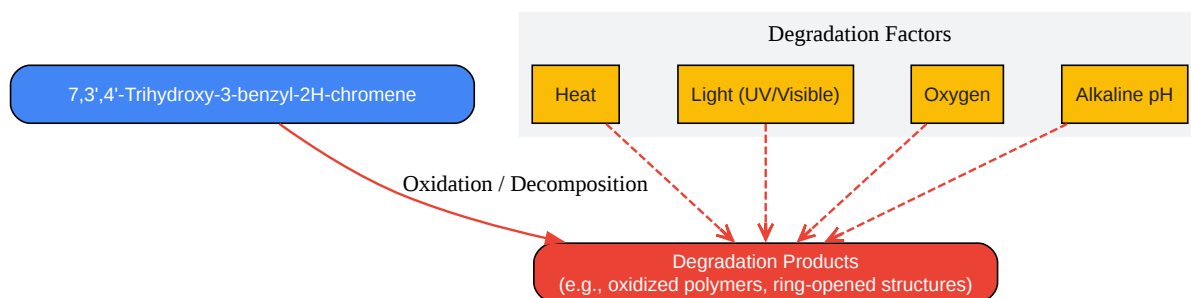 Degradation Factors
7,3',4'-Trihydroxy-3-benzyl-2H-chromene
Heat
Light (UV/Visible)
Oxygen
Alkaline pH
Oxidation / Decomposition
Degradation Products
(e.g., oxidized polymers, ring-opened structures)